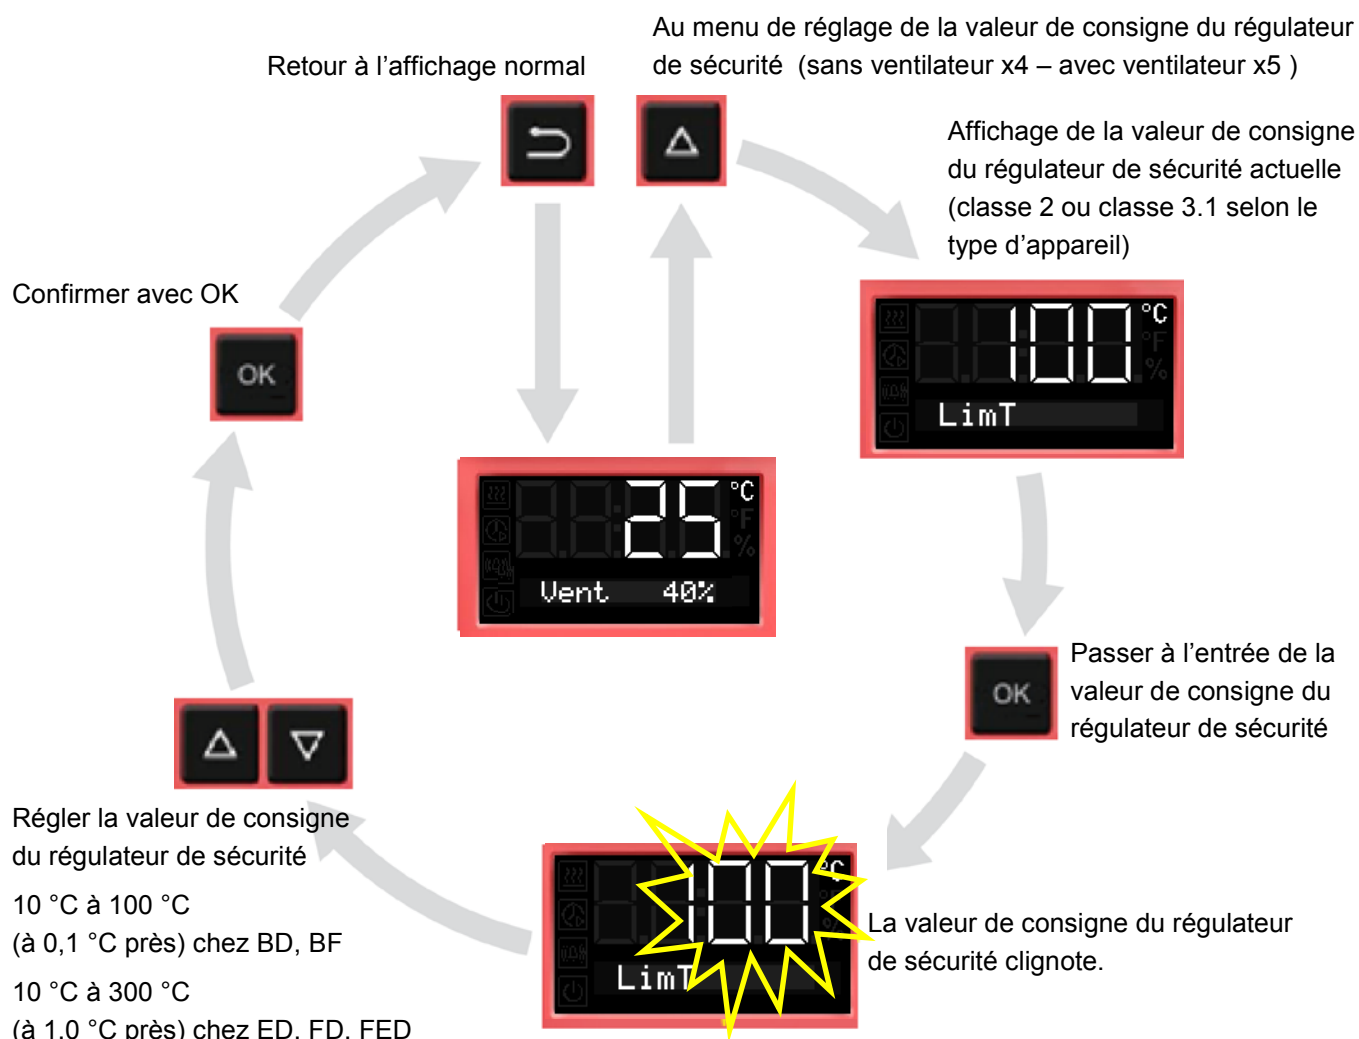 Au menu de réglage de la valeur de consigne du régulateur
de sécurité (sans ventilateur x4 – avec ventilateur x5 )
Retour à l’affichage normal
Affichage de la valeur de consigne
du régulateur de sécurité actuelle
(classe 2 ou classe 3.1 selon le
type d’appareil)
Confirmer avec OK
OK
100 °C
°F
%
LimT
25 °C
°F
%
Vent 40%
Passer à l’entrée de la
valeur de consigne du
régulateur de sécurité
OK
Régler la valeur de consigne
du régulateur de sécurité
10 °C à 100 °C
(à 0,1 °C près) chez BD, BF
10 °C à 300 °C
(à 1,0 °C près) chez ED, FD, FED
100 °C
LimT
La valeur de consigne du régulateur
de sécurité clignote.